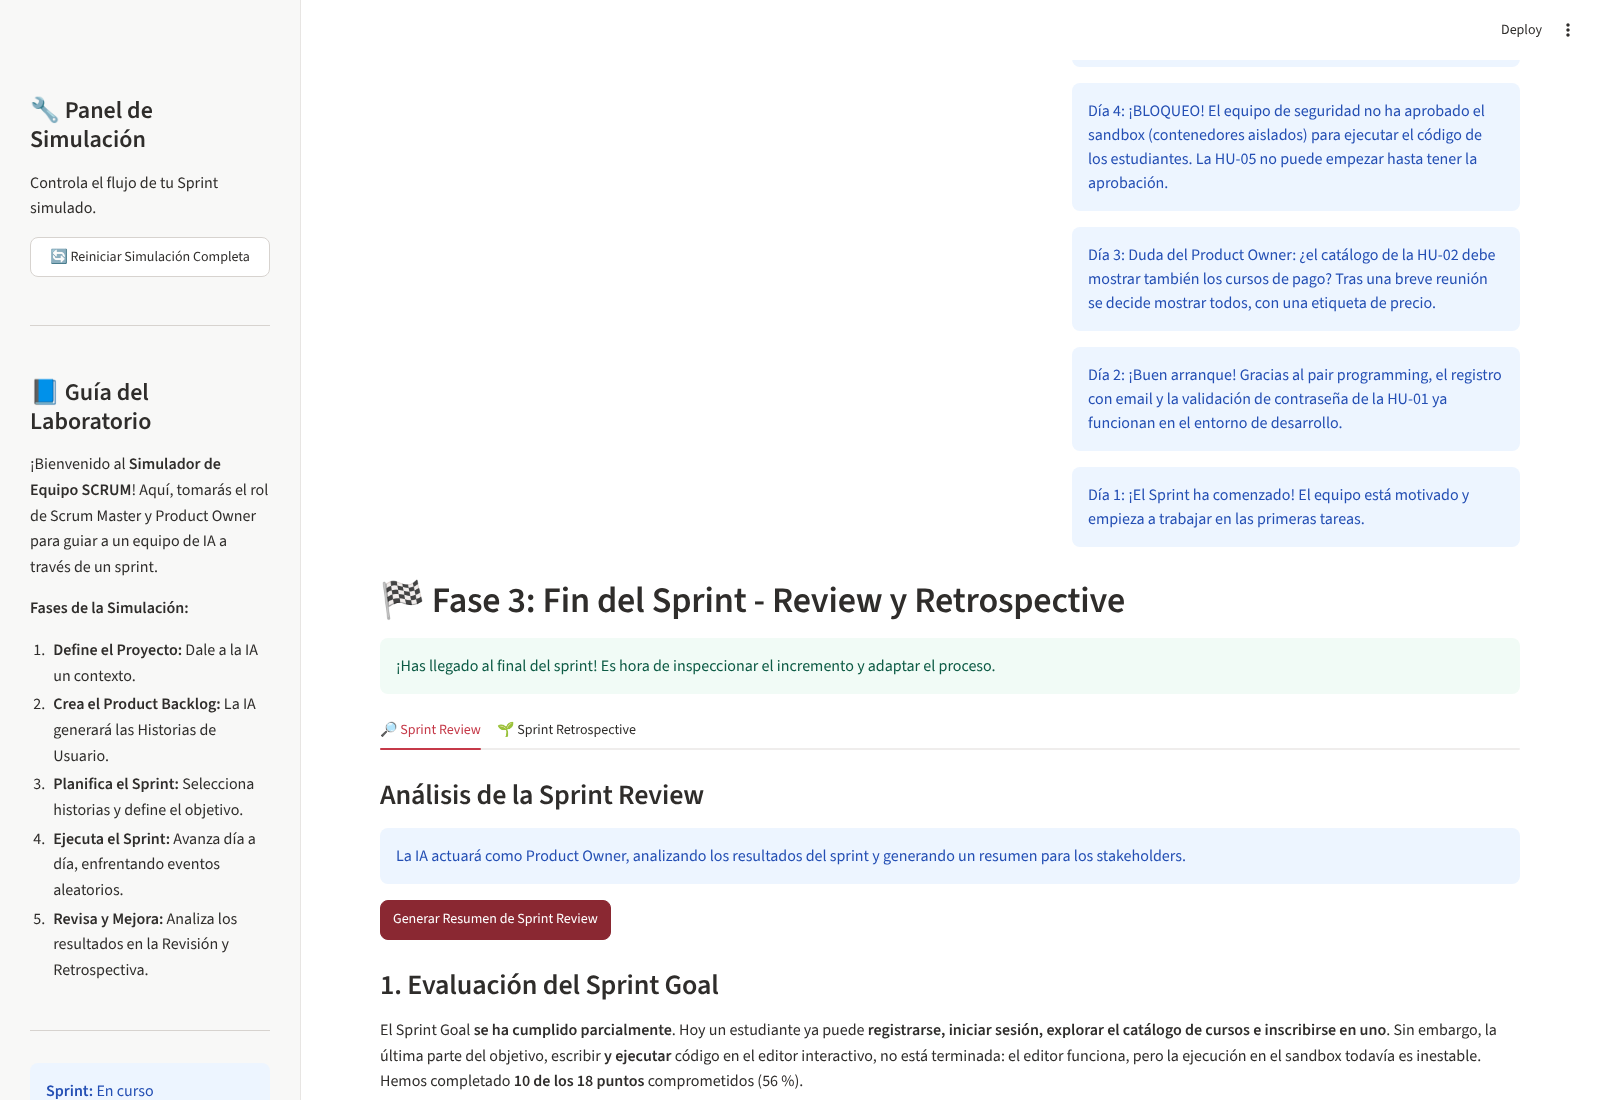 Deploy
🔧 Panel de
Simulación
Controla el flujo de tu Sprint
simulado.
🔄 Reiniciar Simulación Completa
📘 Guía del
Laboratorio
¡Bienvenido al Simulador de
Equipo SCRUM! Aquí, tomarás el rol
de Scrum Master y Product Owner
para guiar a un equipo de IA a
través de un sprint.
Fases de la Simulación:
1. Define el Proyecto: Dale a la IA
un contexto.
2. Crea el Product Backlog: La IA
generará las Historias de
Usuario.
3. Planifica el Sprint: Selecciona
historias y define el objetivo.
4. Ejecuta el Sprint: Avanza día a
día, enfrentando eventos
aleatorios.
5. Revisa y Mejora: Analiza los
resultados en la Revisión y
Retrospectiva.
Sprint: En curso
Día 4: ¡BLOQUEO! El equipo de seguridad no ha aprobado el
sandbox (contenedores aislados) para ejecutar el código de
los estudiantes. La HU-05 no puede empezar hasta tener la
aprobación.
Día 3: Duda del Product Owner: ¿el catálogo de la HU-02 debe
mostrar también los cursos de pago? Tras una breve reunión
se decide mostrar todos, con una etiqueta de precio.
Día 2: ¡Buen arranque! Gracias al pair programming, el registro
con email y la validación de contraseña de la HU-01 ya
funcionan en el entorno de desarrollo.
Día 1: ¡El Sprint ha comenzado! El equipo está motivado y
empieza a trabajar en las primeras tareas.
🏁 Fase 3: Fin del Sprint - Review y Retrospective
¡Has llegado al final del sprint! Es hora de inspeccionar el incremento y adaptar el proceso.
🔎 Sprint Review
🌱 Sprint Retrospective
Análisis de la Sprint Review
La IA actuará como Product Owner, analizando los resultados del sprint y generando un resumen para los stakeholders.
Generar Resumen de Sprint Review
1. Evaluación del Sprint Goal
El Sprint Goal se ha cumplido parcialmente. Hoy un estudiante ya puede registrarse, iniciar sesión, explorar el catálogo de cursos e inscribirse en uno. Sin embargo, la
última parte del objetivo, escribir y ejecutar código en el editor interactivo, no está terminada: el editor funciona, pero la ejecución en el sandbox todavía es inestable.
Hemos completado 10 de los 18 puntos comprometidos (56 %).